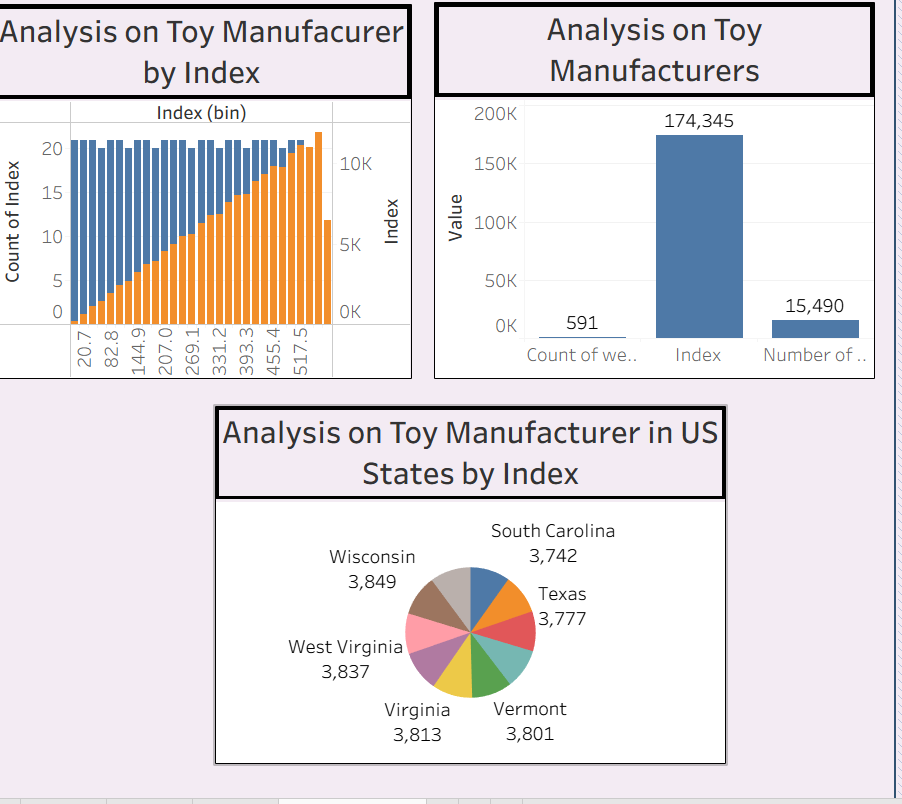 Analysis on Toy Manufacurer
by Index
Index (bin)
Count of Index
20
15
10
5
0
10K
5K
0K
Index
20.7
82.8
144.9
207.0
269.1
331.2
393.3
455.4
517.5
Analysis on Toy
Manufacturers
Value
200K
150K
100K
50K
0K
591
174,345
15,490
Count of we..
Index
Number of ..
Analysis on Toy Manufacturer in US
States by Index
South Carolina
3,742
Texas
3,777
Vermont
3,801
Virginia
3,813
West Virginia
3,837
Wisconsin
3,849